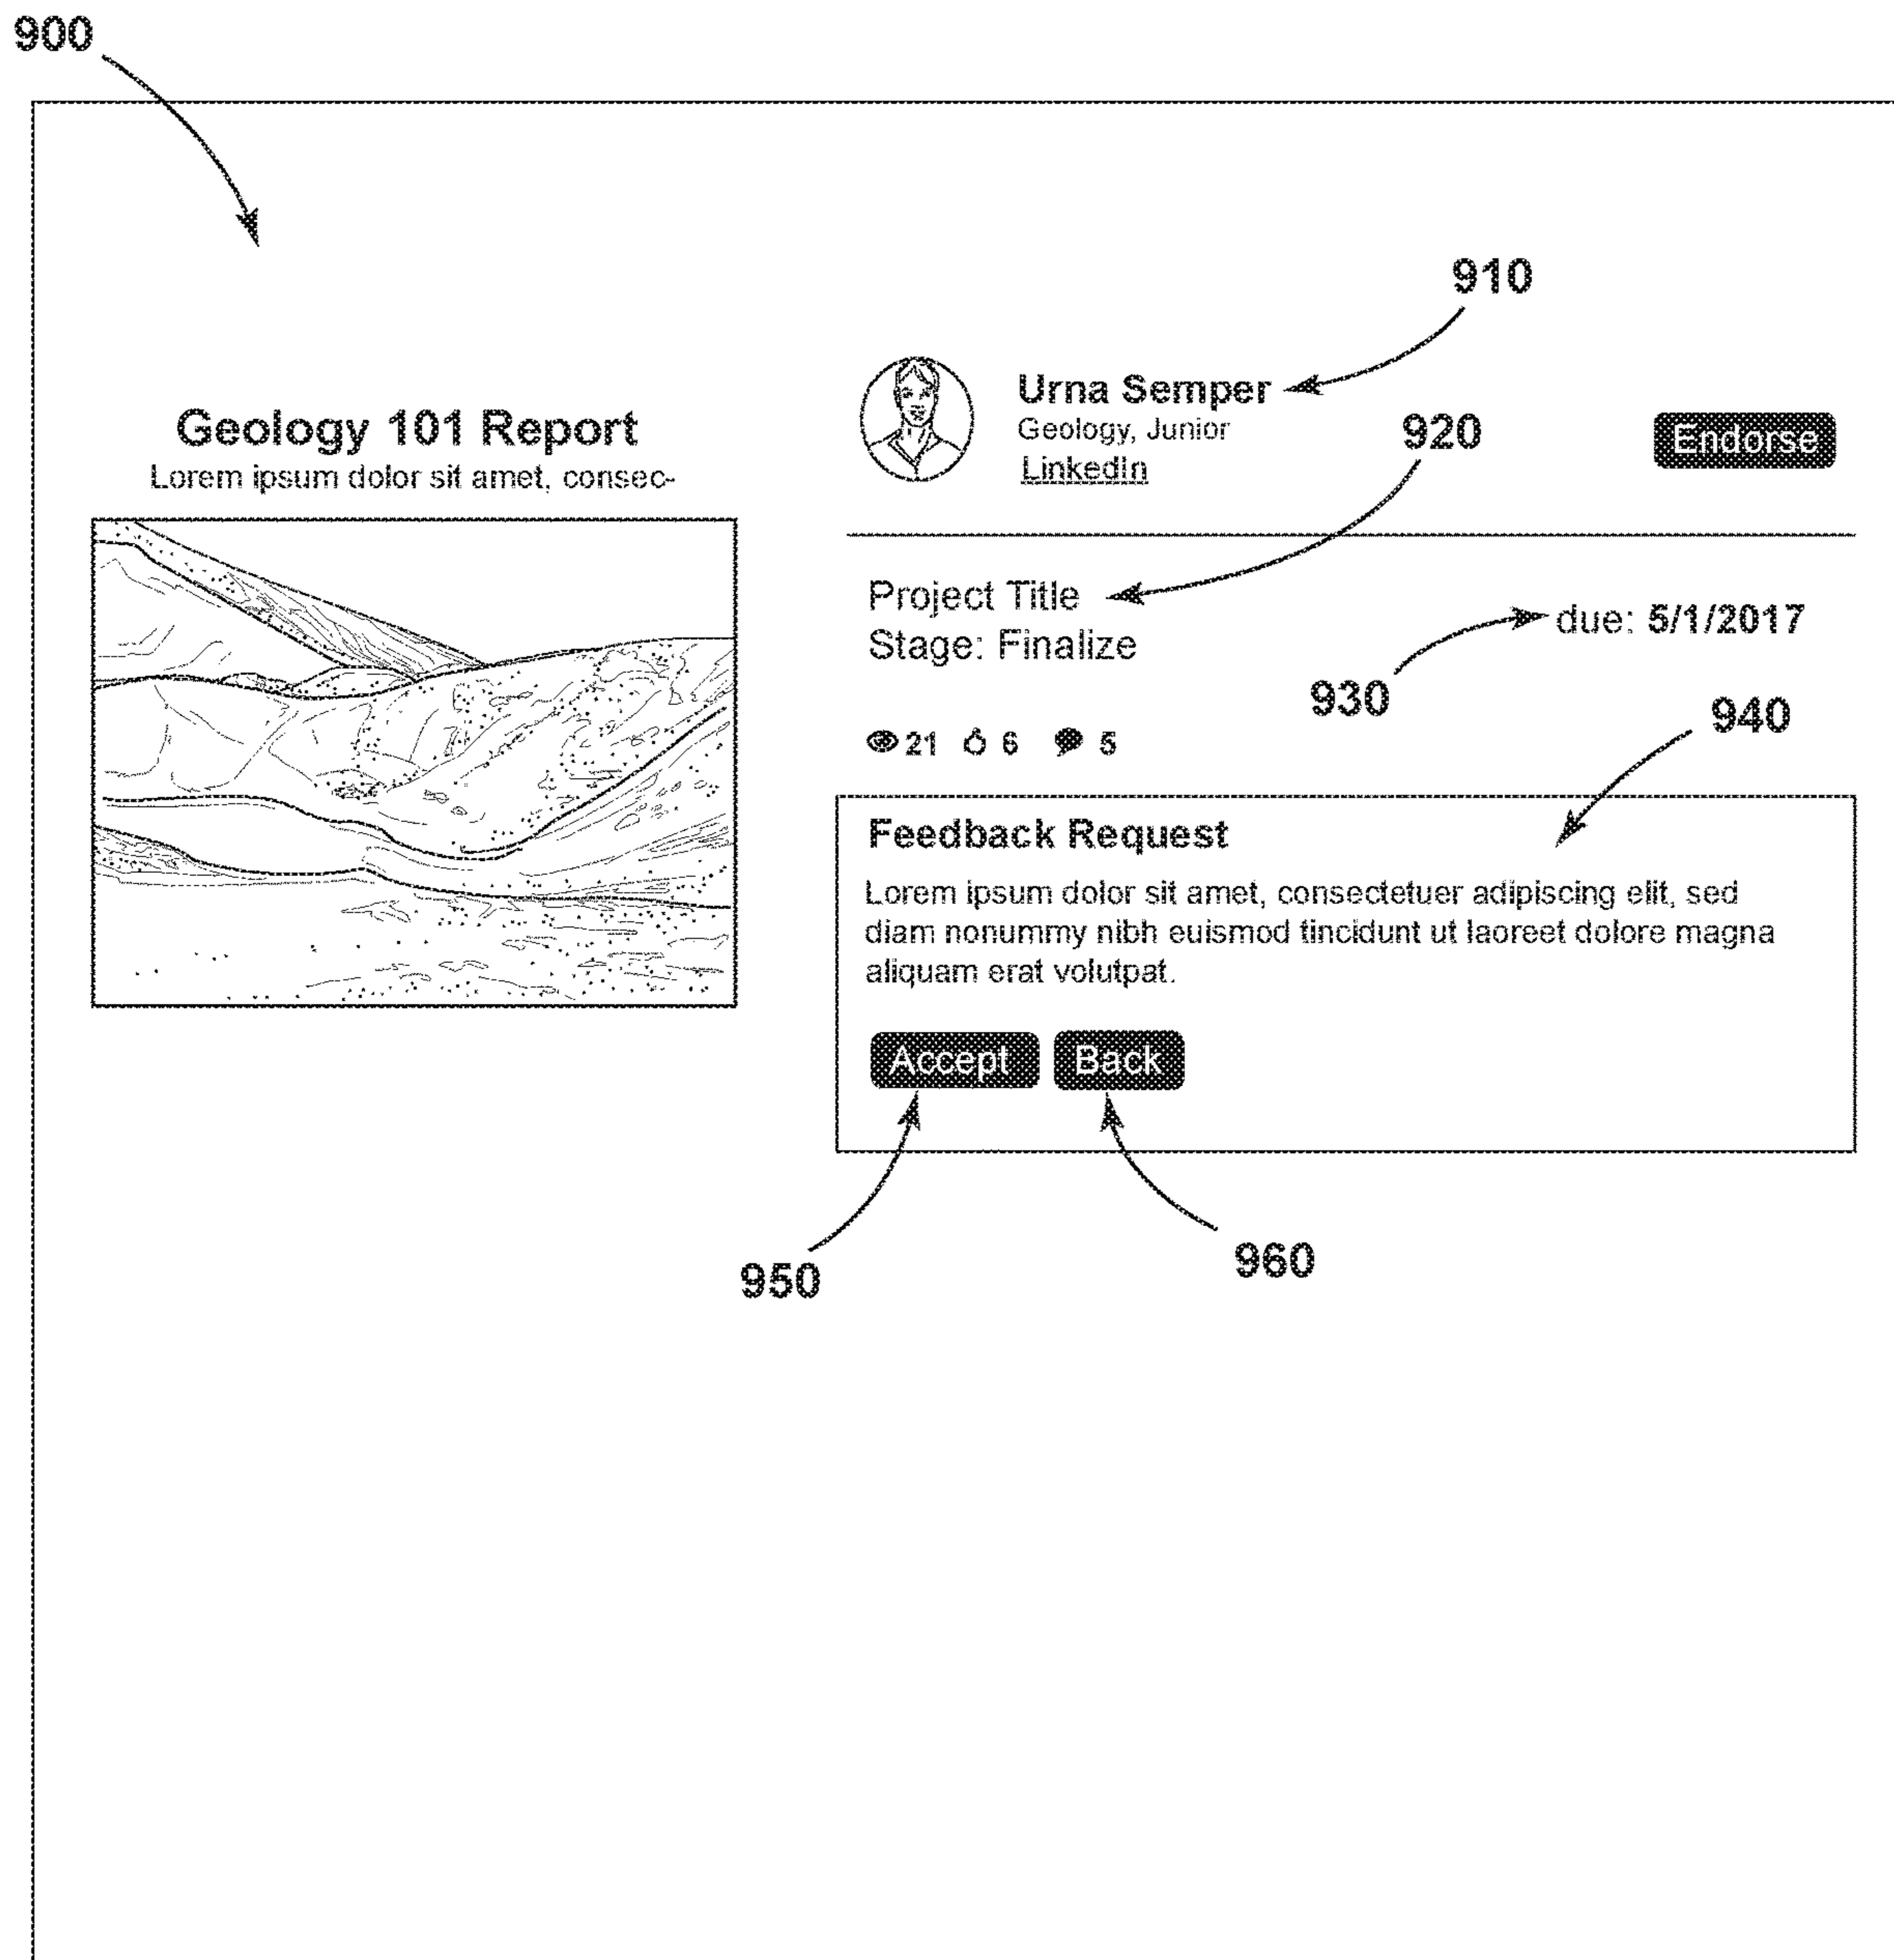 900
910
Urna Semper
Geology, Junior
LinkedIn
920
Endorse
Geology 101 Report
Lorem ipsum dolor sit amet, consec-
Project Title
Stage: Finalize
due: 5/1/2017
930
940
21 6 5
Feedback Request
Lorem ipsum dolor sit amet, consectetuer adipiscing elit, sed
diam nonummy nibh euismod tincidunt ut laoreet dolore magna
aliquam erat volutpat.
Accept Back
950
960